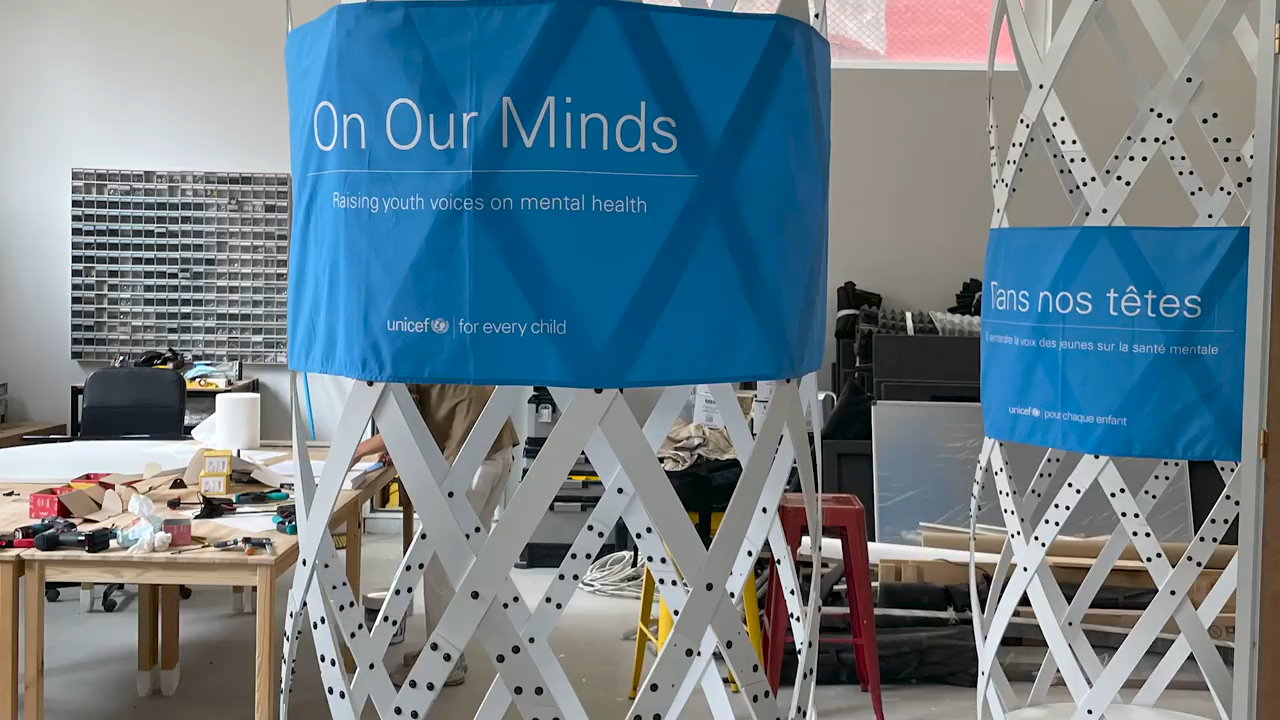 On Our Minds
Raising youth voices on mental health
unicef for every child
Dans nos têtes
entendre la voix des jeunes sur la santé mentale
unicef pour chaque enfant